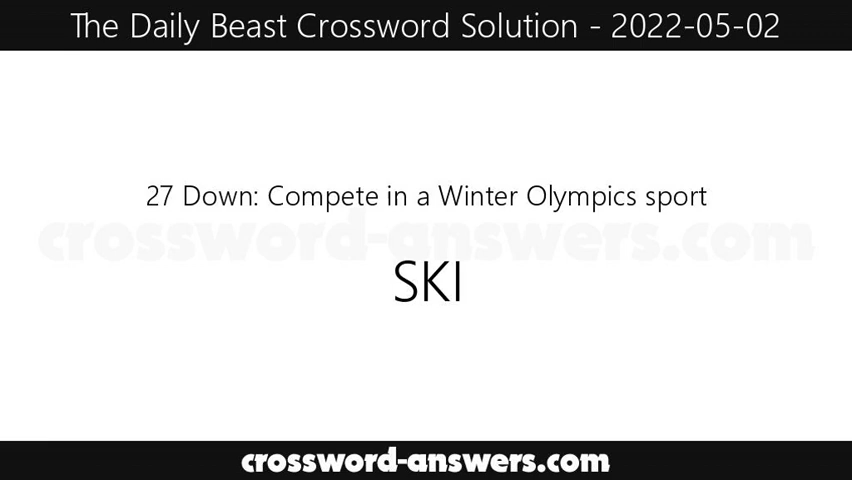 The Daily Beast Crossword Solution - 2022-05-02
27 Down: Compete in a Winter Olympics sport
crossword-answers.com
SKI
crossword-answers.com